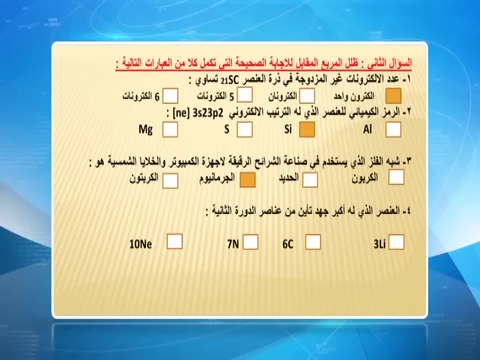 السؤال الثاني : ظلل المربع المقابل للاجابة الصحيحة التي تكمل كلا من العبارات التالية :
١- عدد الالكترونات غير المزدوجة في ذرة العنصر 21SC تساوي :
الكترون واحد الكترونان 5 الكترونات 6 الكترونات
٢- الرمز الكيميائي للعنصر الذي له الترتيب الالكتروني [ne] 3s23p2 :
Al Si S Mg
٣- شبه الفلز الذي يستخدم في صناعة الشرائح الرقيقة لاجهزة الكمبيوتر والخلايا الشمسية هو :
الكربون الحديد الجرمانيوم الكريتون
٤- العنصر الذي له أكبر جهد تأين من عناصر الدورة الثانية :
3Li 6C 7N 10Ne